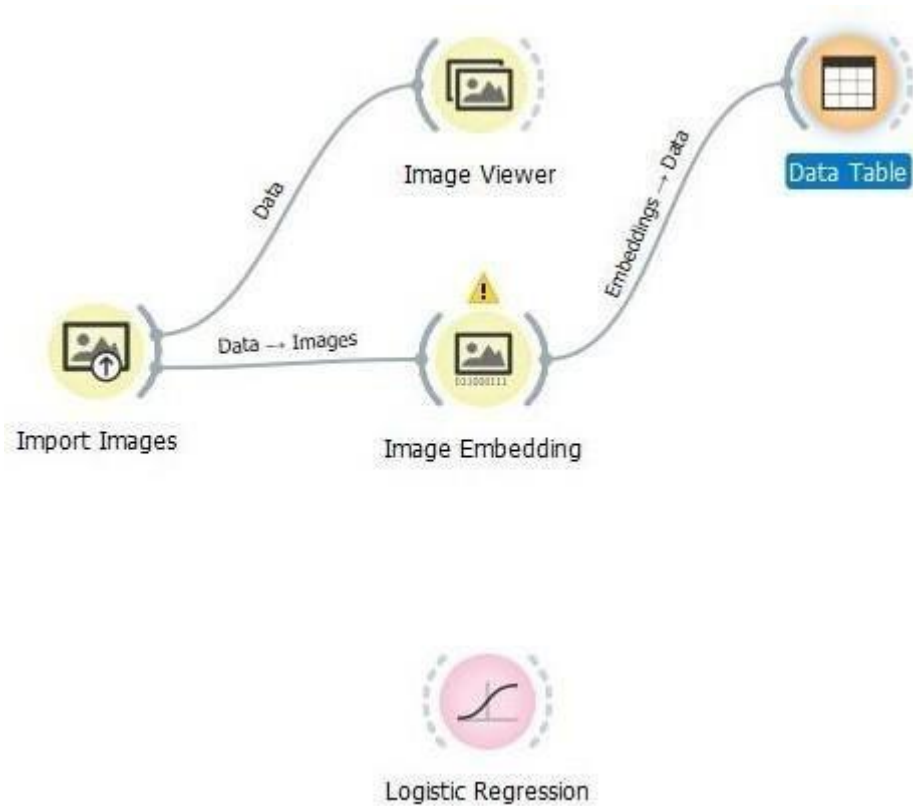 Image Viewer
Data Table
Data
Embeddings → Data
Data → Images
Import Images
Image Embedding
Logistic Regression